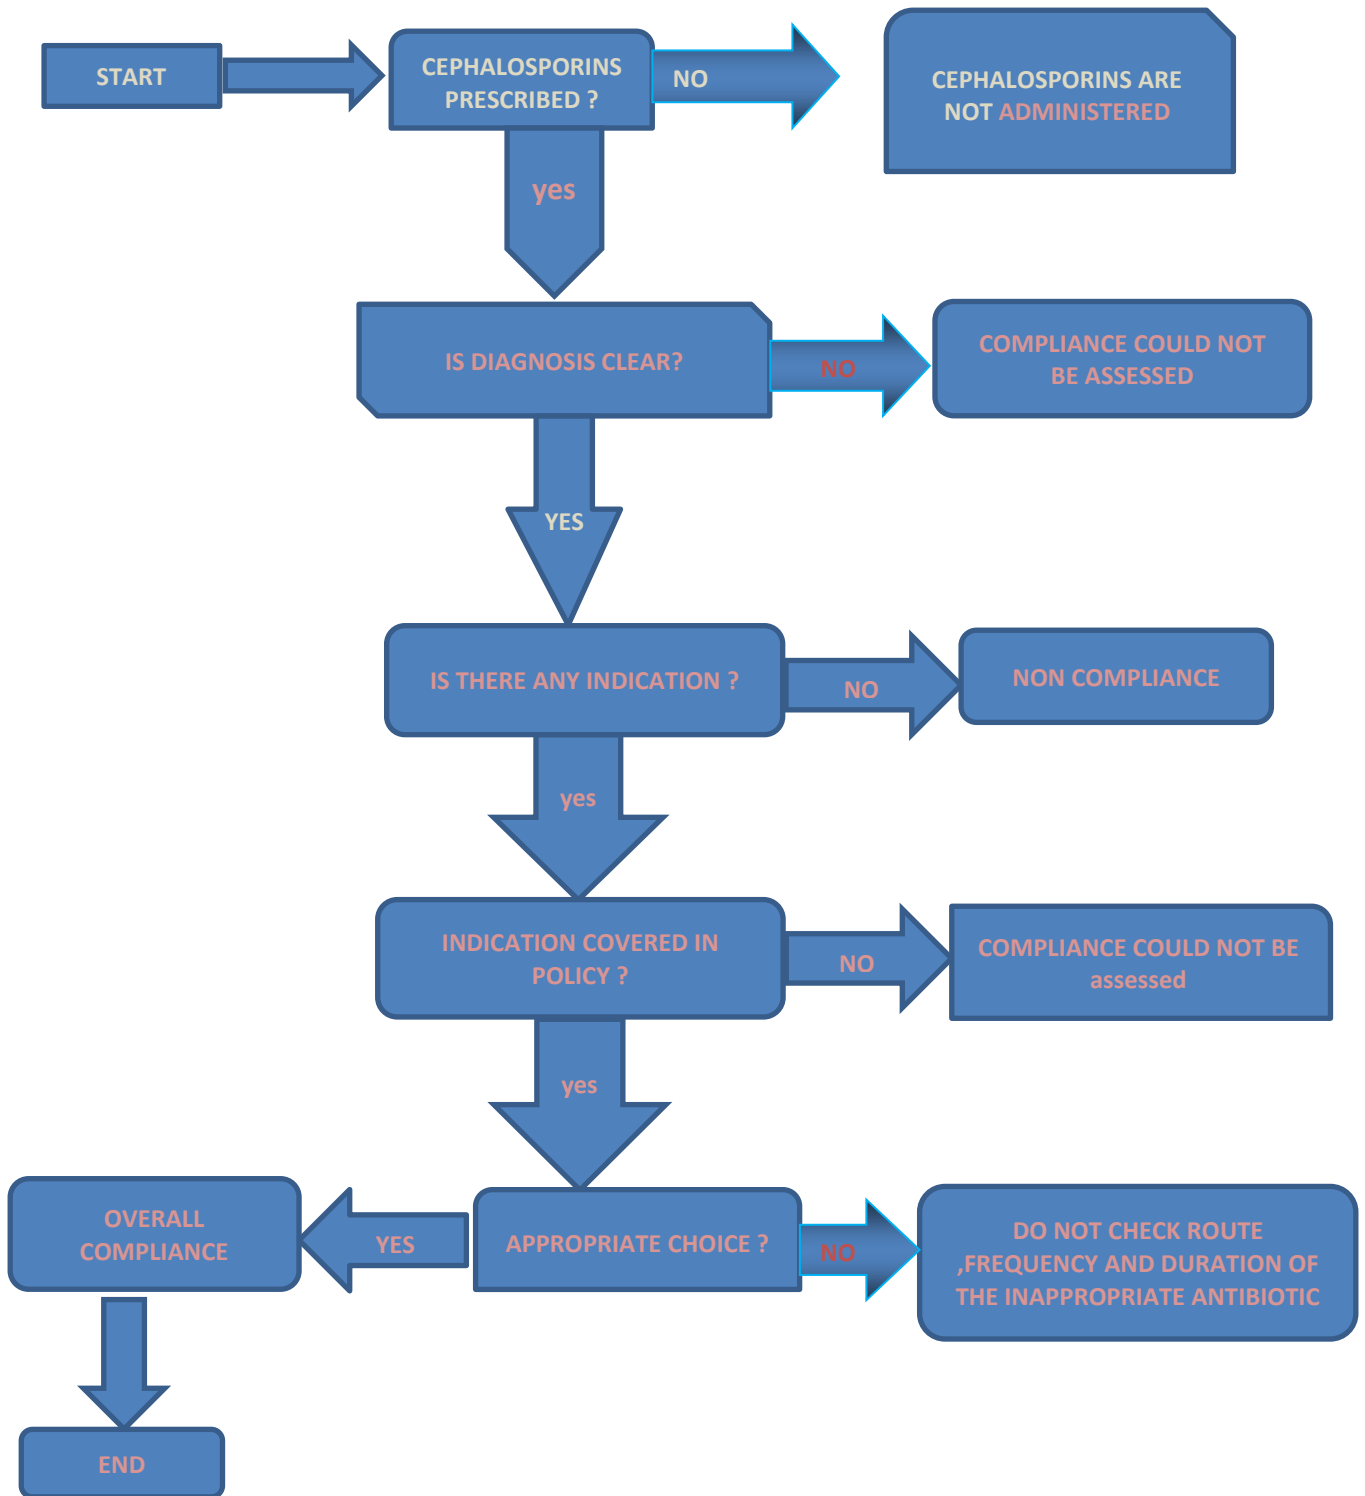 START
CEPHALOSPORINS
PRESCRIBED ?
NO
CEPHALOSPORINS ARE
NOT ADMINISTERED
yes
IS DIAGNOSIS CLEAR?
NO
COMPLIANCE COULD NOT
BE ASSESSED
YES
IS THERE ANY INDICATION ?
NO
NON COMPLIANCE
yes
INDICATION COVERED IN
POLICY ?
NO
COMPLIANCE COULD NOT BE
assessed
yes
OVERALL
COMPLIANCE
YES
APPROPRIATE CHOICE ?
NO
DO NOT CHECK ROUTE
,FREQUENCY AND DURATION OF
THE INAPPROPRIATE ANTIBIOTIC
END